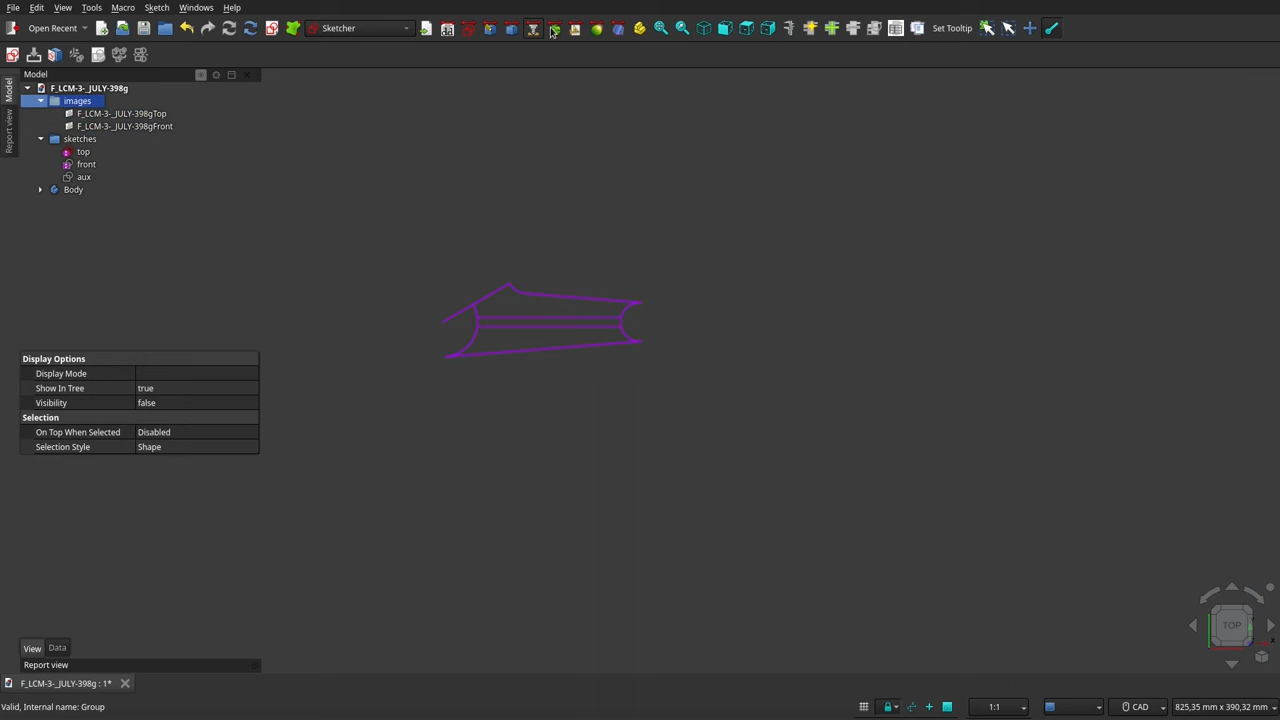 File Edit View Tools Macro Sketch Windows Help
Open Recent Sketcher Set Tooltip
Model
F_LCM-3-_JULY-398g
images
F_LCM-3-_JULY-398gTop
F_LCM-3-_JULY-398gFront
sketches
top
front
aux
Body
Model
Report view
Display Options
Display Mode
Show In Tree true
Visibility false
Selection
On Top When Selected Disabled
Selection Style Shape
TOP
View Data
Report view
F_LCM-3-_JULY-398g : 1*
Valid, Internal name: Group 1:1 CAD 825,35 mm x 390,32 mm